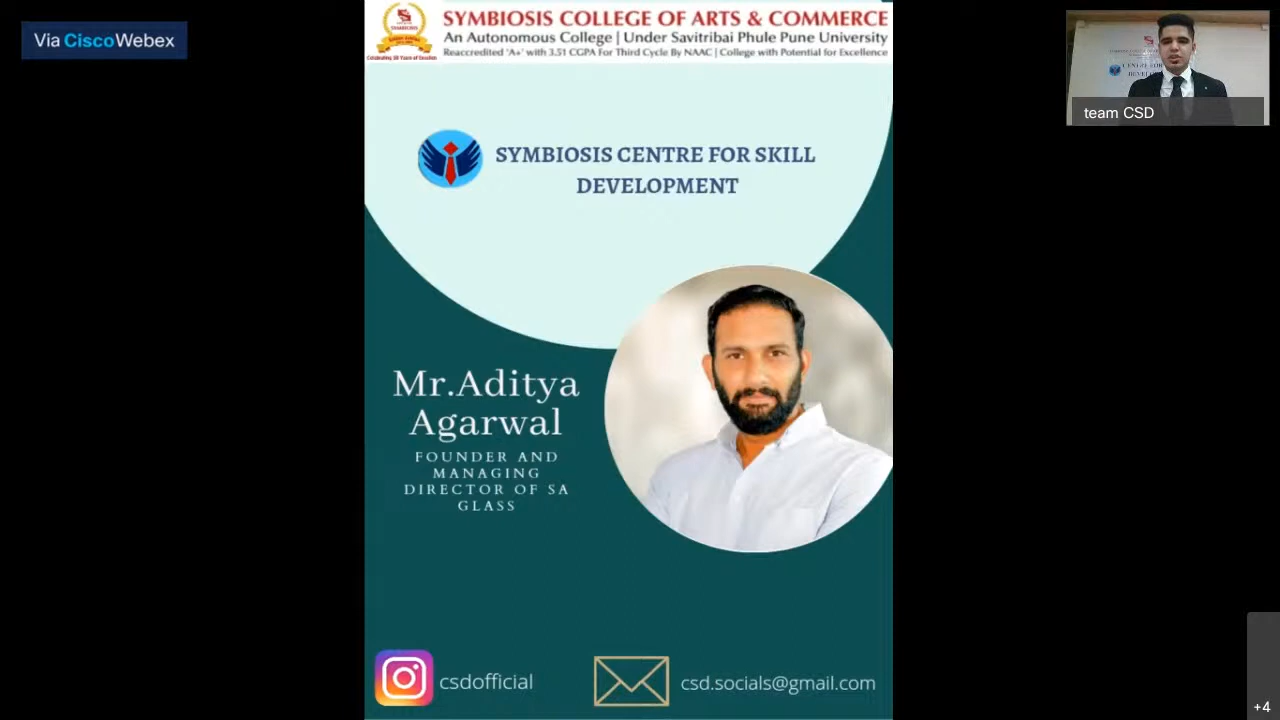 Via CiscoWebex
SYMBIOSIS COLLEGE OF ARTS & COMMERCE
An Autonomous College | Under Savitribai Phule Pune University
Reaccredited 'A+' with 3.51 CGPA For Third Cycle By NAAC | College with Potential for Excellence
SYMBIOSIS CENTRE FOR SKILL
DEVELOPMENT
Mr.Aditya
Agarwal
FOUNDER AND
MANAGING
DIRECTOR OF SA
GLASS
csdofficial
csd.socials@gmail.com
team CSD
+4